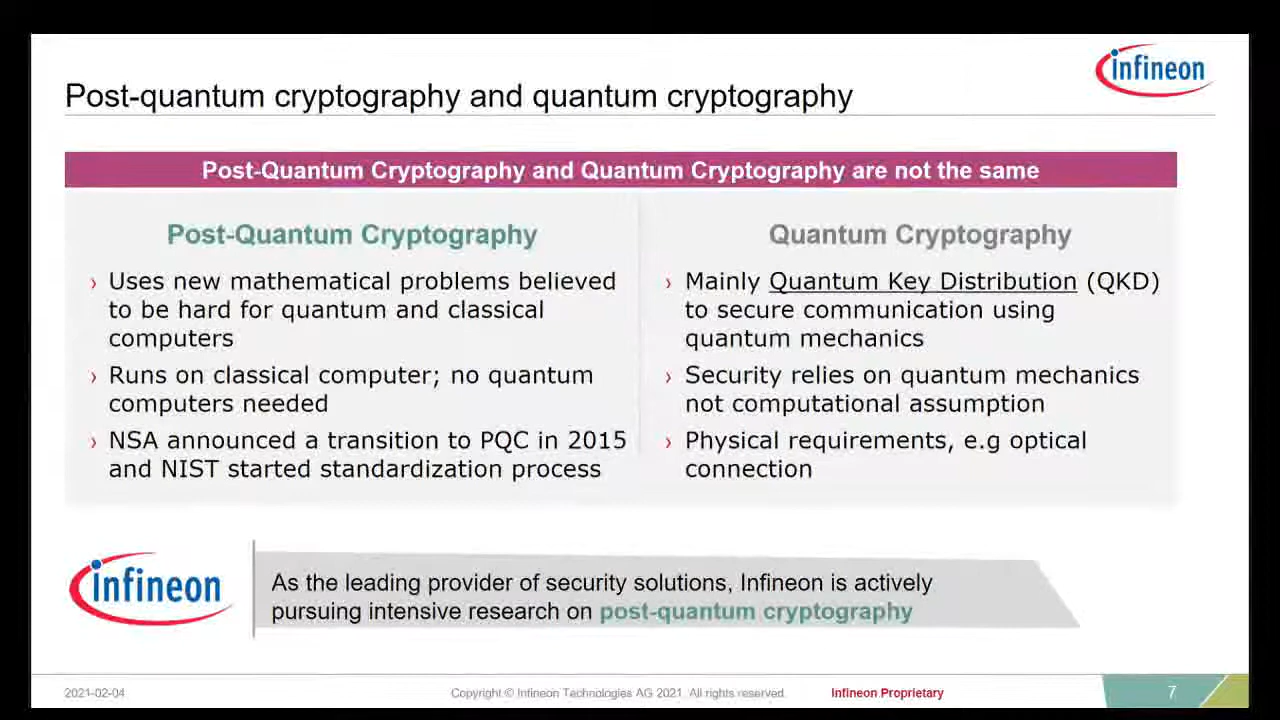 infineon
Post-quantum cryptography and quantum cryptography
Post-Quantum Cryptography and Quantum Cryptography are not the same
Post-Quantum Cryptography
› Uses new mathematical problems believed
to be hard for quantum and classical
computers
› Runs on classical computer; no quantum
computers needed
› NSA announced a transition to PQC in 2015
and NIST started standardization process
Quantum Cryptography
› Mainly Quantum Key Distribution (QKD)
to secure communication using
quantum mechanics
› Security relies on quantum mechanics
not computational assumption
› Physical requirements, e.g optical
connection
infineon
As the leading provider of security solutions, Infineon is actively
pursuing intensive research on post-quantum cryptography
2021-02-04
Copyright © Infineon Technologies AG 2021. All rights reserved.
Infineon Proprietary
7